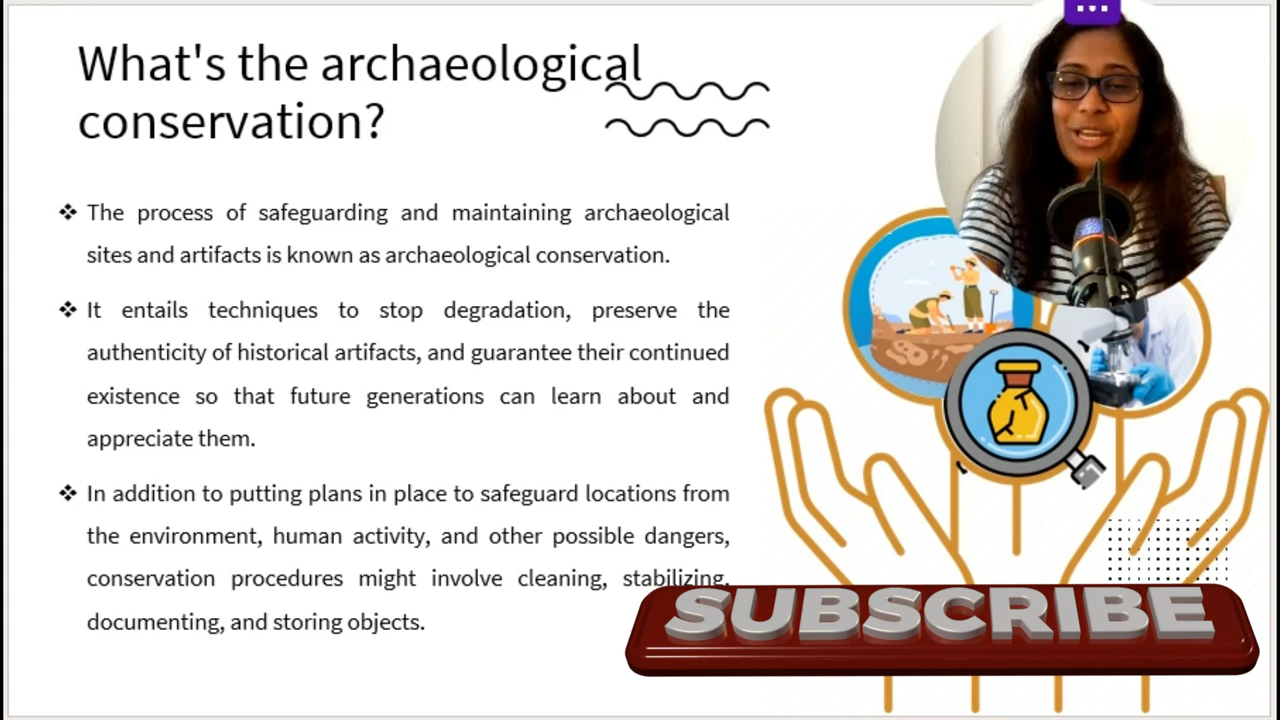 What's the archaeological
conservation?
❖ The process of safeguarding and maintaining archaeological
sites and artifacts is known as archaeological conservation.
❖ It entails techniques to stop degradation, preserve the
authenticity of historical artifacts, and guarantee their continued
existence so that future generations can learn about and
appreciate them.
❖ In addition to putting plans in place to safeguard locations from
the environment, human activity, and other possible dangers,
conservation procedures might involve cleaning, stabilizing,
documenting, and storing objects.
SUBSCRIBE